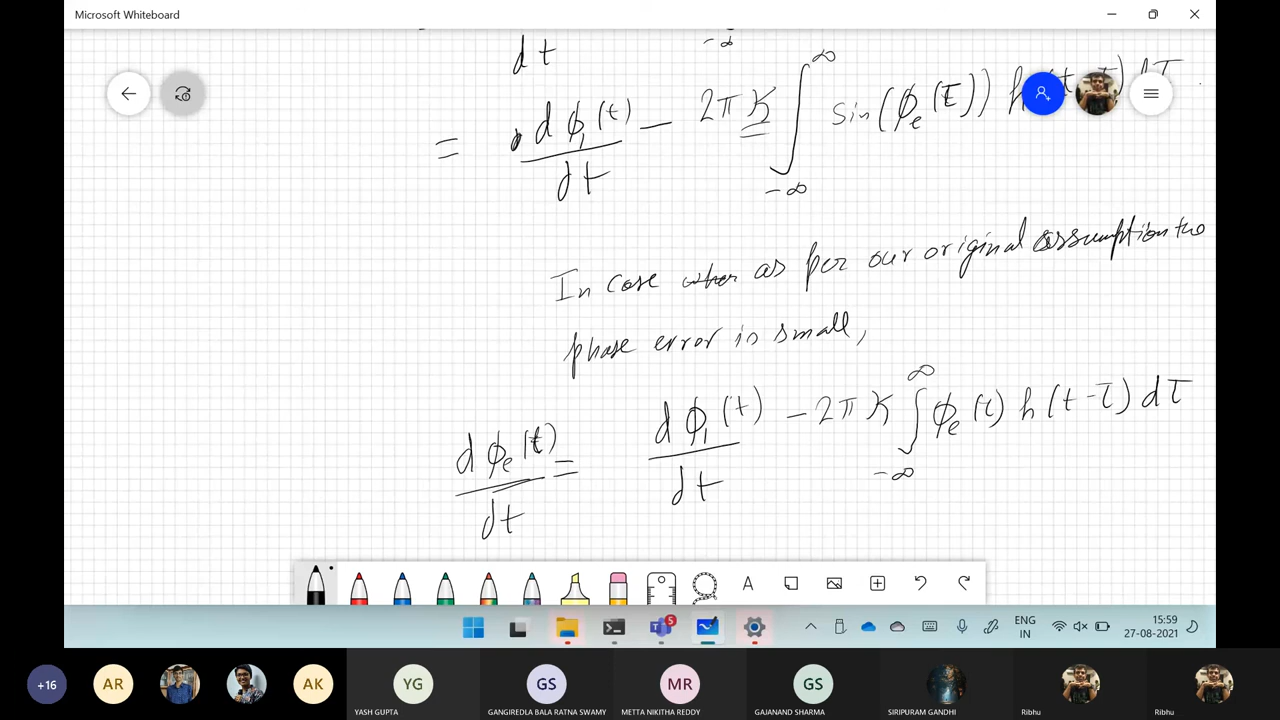 Microsoft Whiteboard
dt
-∞
= dφ₁(t)/dt - 2πK ∫_{-∞}^{∞} sin(φₑ(τ)) h(t-τ) dτ
In case as per our original assumption the
phase error is small,
dφₑ(t)/dt = dφ₁(t)/dt - 2πK ∫_{-∞}^{∞} φₑ(τ) h(t-τ) dτ
A
5
ENG
IN
15:59
27-08-2021
+16
AR
AK
YG
GS
MR
GS
YASH GUPTA
GANGIREDLA BALA RATNA SWAMY
METTA NIKITHA REDDY
GAJANAND SHARMA
SIRIPURAM GANDHI
Ribhu
Ribhu